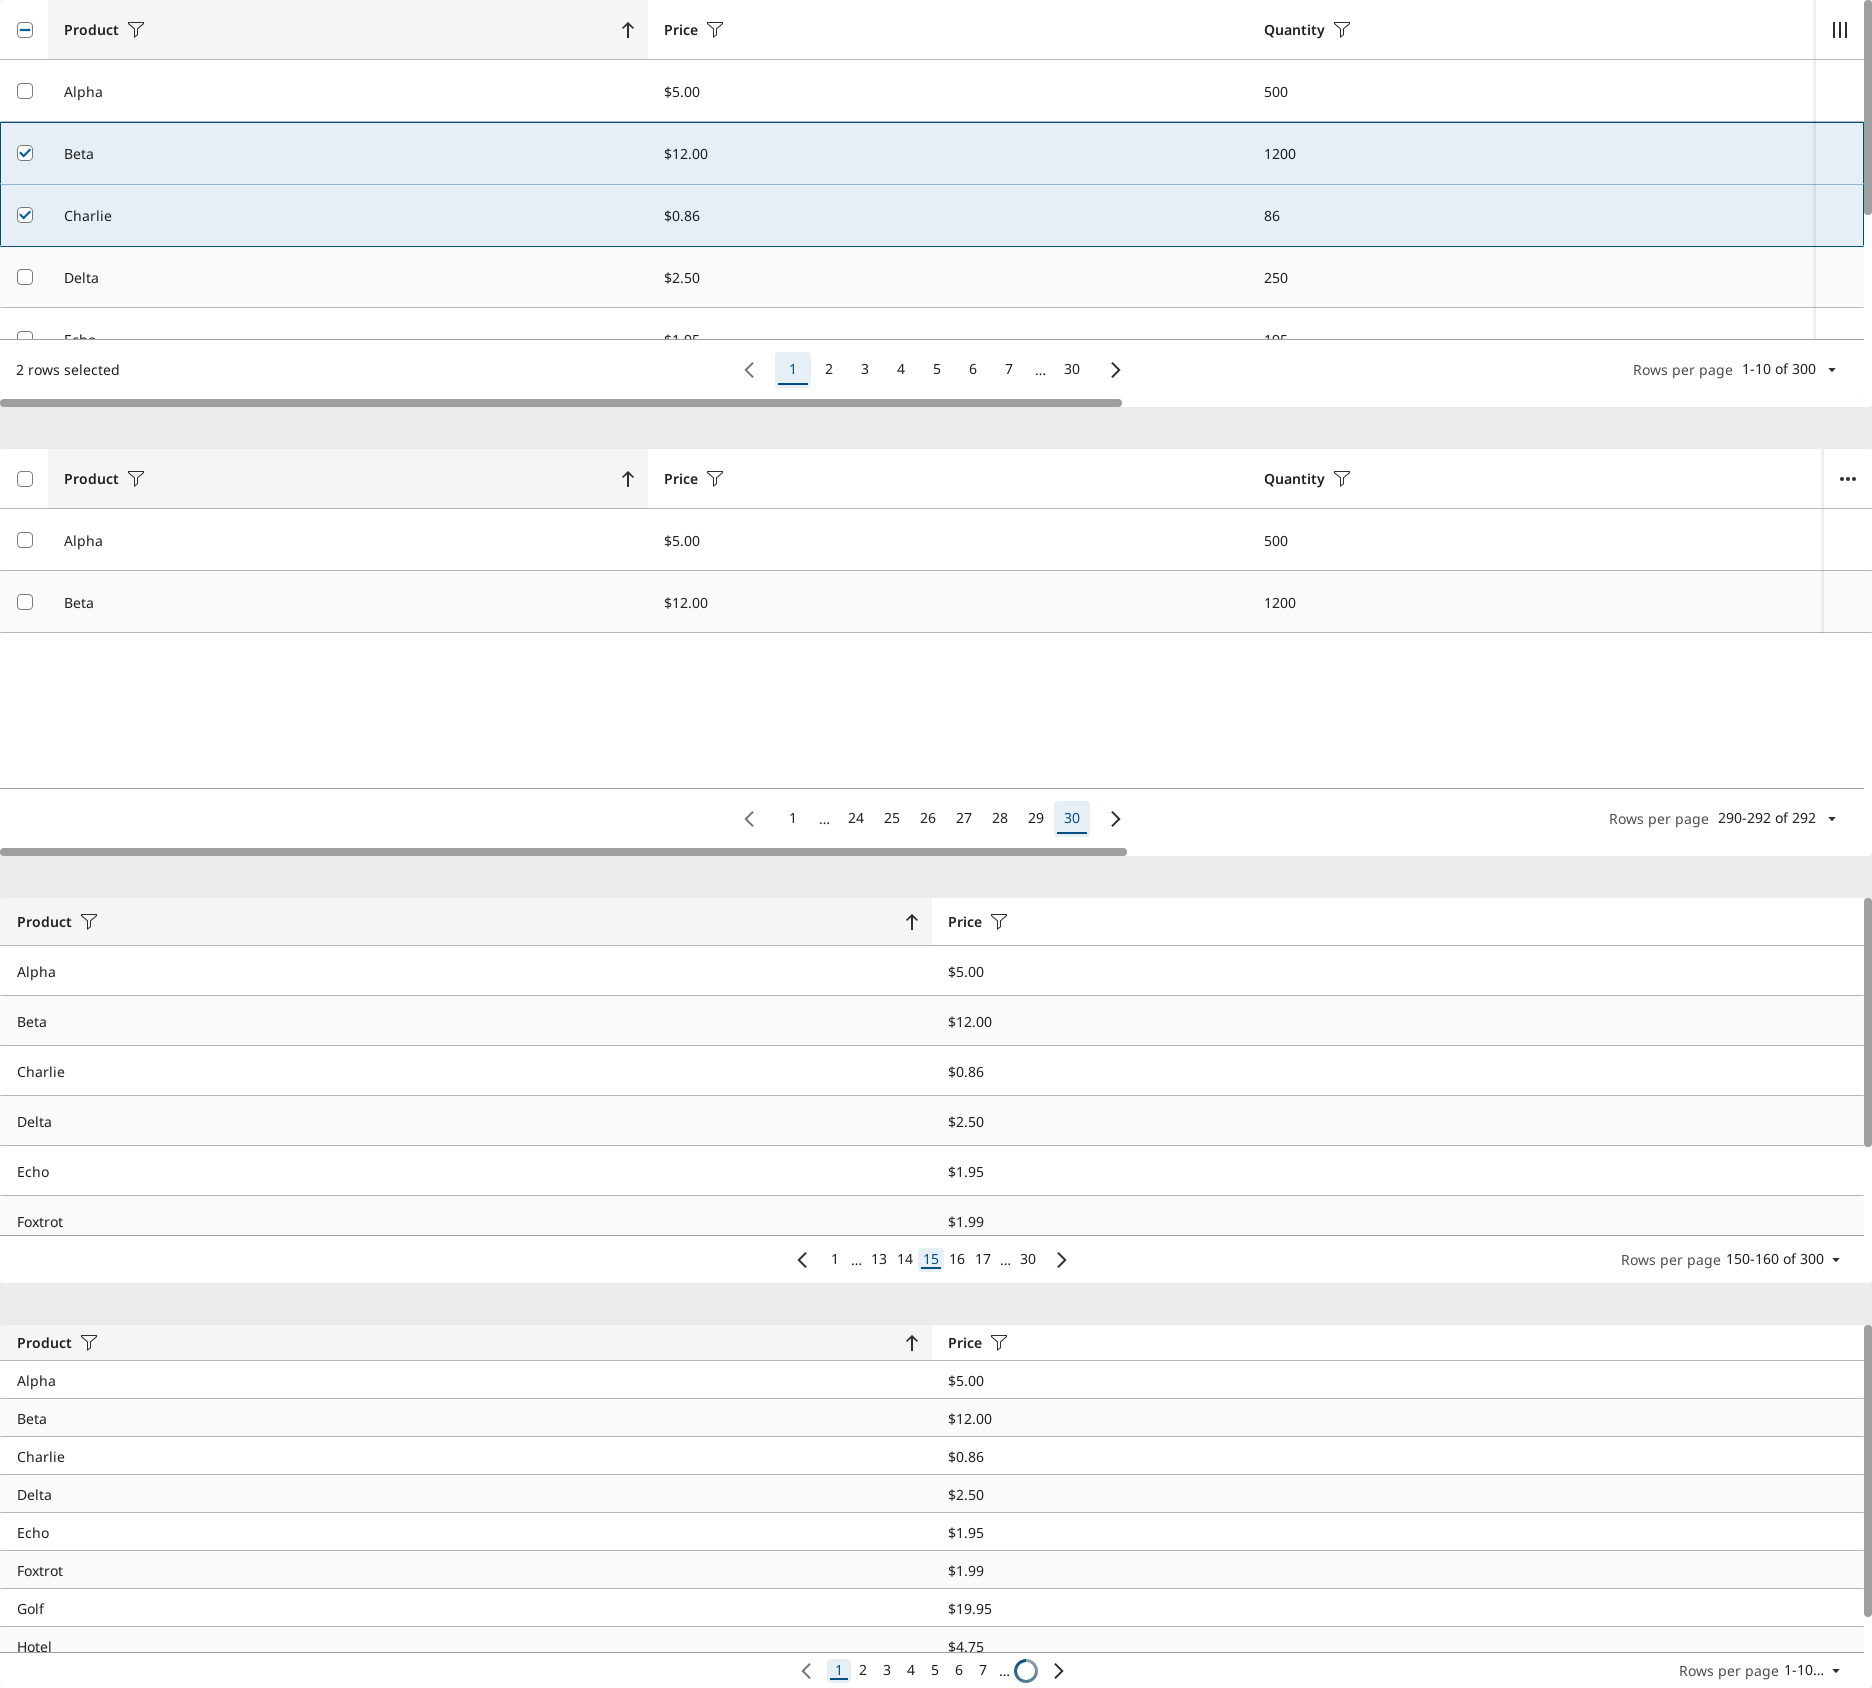 Product Price Quantity
Alpha $5.00 500
Beta $12.00 1200
Charlie $0.86 86
Delta $2.50 250
Echo $1.95 195
2 rows selected 1 2 3 4 5 6 7 ... 30 Rows per page 1-10 of 300
Product Price Quantity
Alpha $5.00 500
Beta $12.00 1200
1 ... 24 25 26 27 28 29 30 Rows per page 290-292 of 292
Product Price
Alpha $5.00
Beta $12.00
Charlie $0.86
Delta $2.50
Echo $1.95
Foxtrot $1.99
1 ... 13 14 15 16 17 ... 30 Rows per page 150-160 of 300
Product Price
Alpha $5.00
Beta $12.00
Charlie $0.86
Delta $2.50
Echo $1.95
Foxtrot $1.99
Golf $19.95
Hotel $4.75
1 2 3 4 5 6 7 ... Rows per page 1-10...